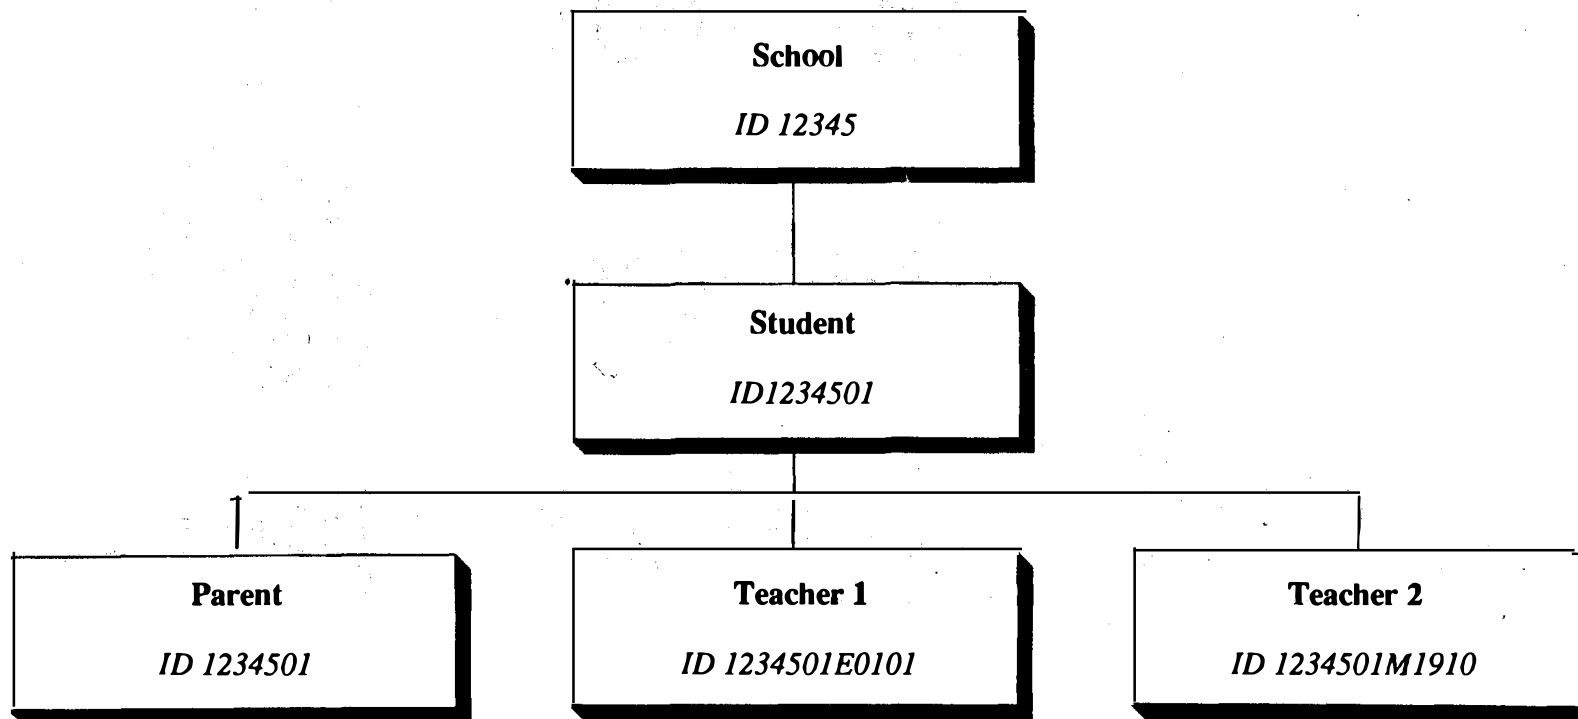 School
ID 12345
Student
ID1234501
Parent
ID 1234501
Teacher 1
ID 1234501E0101
Teacher 2
ID 1234501M1910